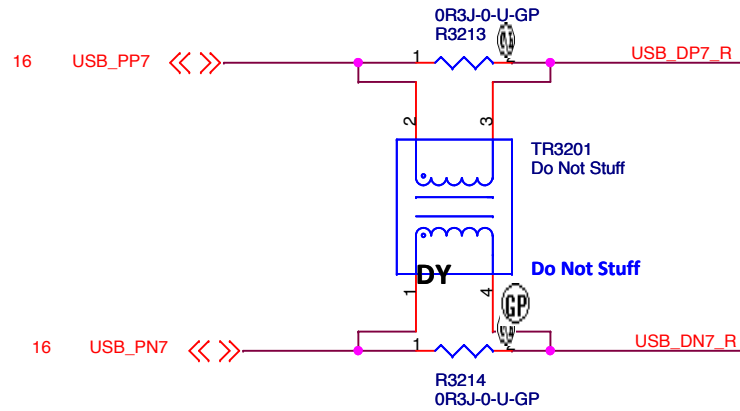 0R3J-0-U-GP
R3213
16 USB_PP7 1 USB_DP7_R
2 3
TR3201
Do Not Stuff
DY Do Not Stuff
1 4
GP
16 USB_PN7 1 USB_DN7_R
R3214
0R3J-0-U-GP